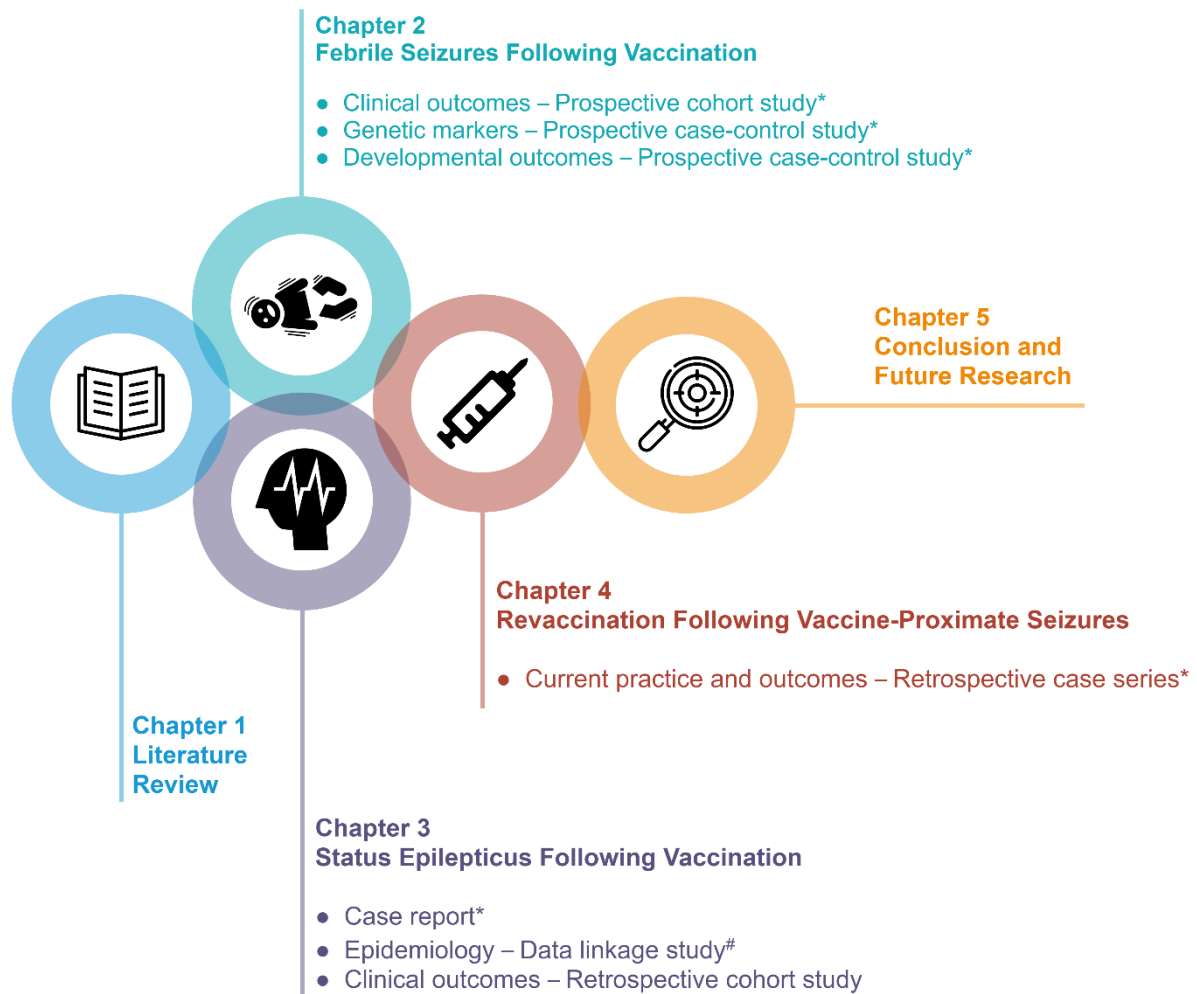 Chapter 2
Febrile Seizures Following Vaccination
● Clinical outcomes – Prospective cohort study*
● Genetic markers – Prospective case-control study*
● Developmental outcomes – Prospective case-control study*
Chapter 5
Conclusion and
Future Research
Chapter 4
Revaccination Following Vaccine-Proximate Seizures
● Current practice and outcomes – Retrospective case series*
Chapter 1
Literature
Review
Chapter 3
Status Epilepticus Following Vaccination
● Case report*
● Epidemiology – Data linkage study#
● Clinical outcomes – Retrospective cohort study